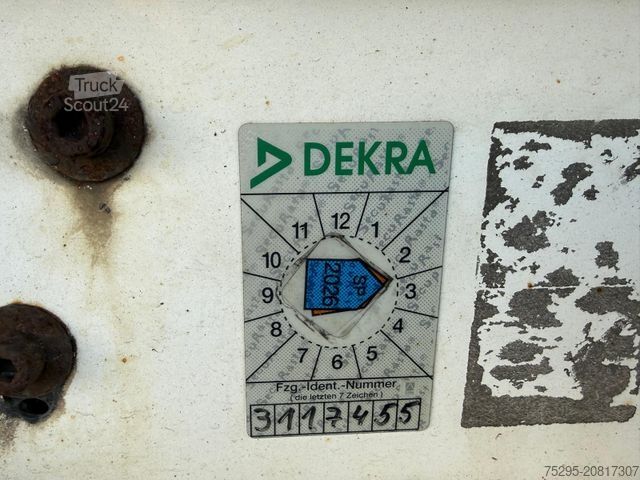 Truck
Scout24
DEKRA
11 12 1
10 2
9 3
8 4
7 6 5
SP
2026
Fzg.-Ident.-Nummer
(die letzten 7 Zeichen)
3117455
75295-20817307